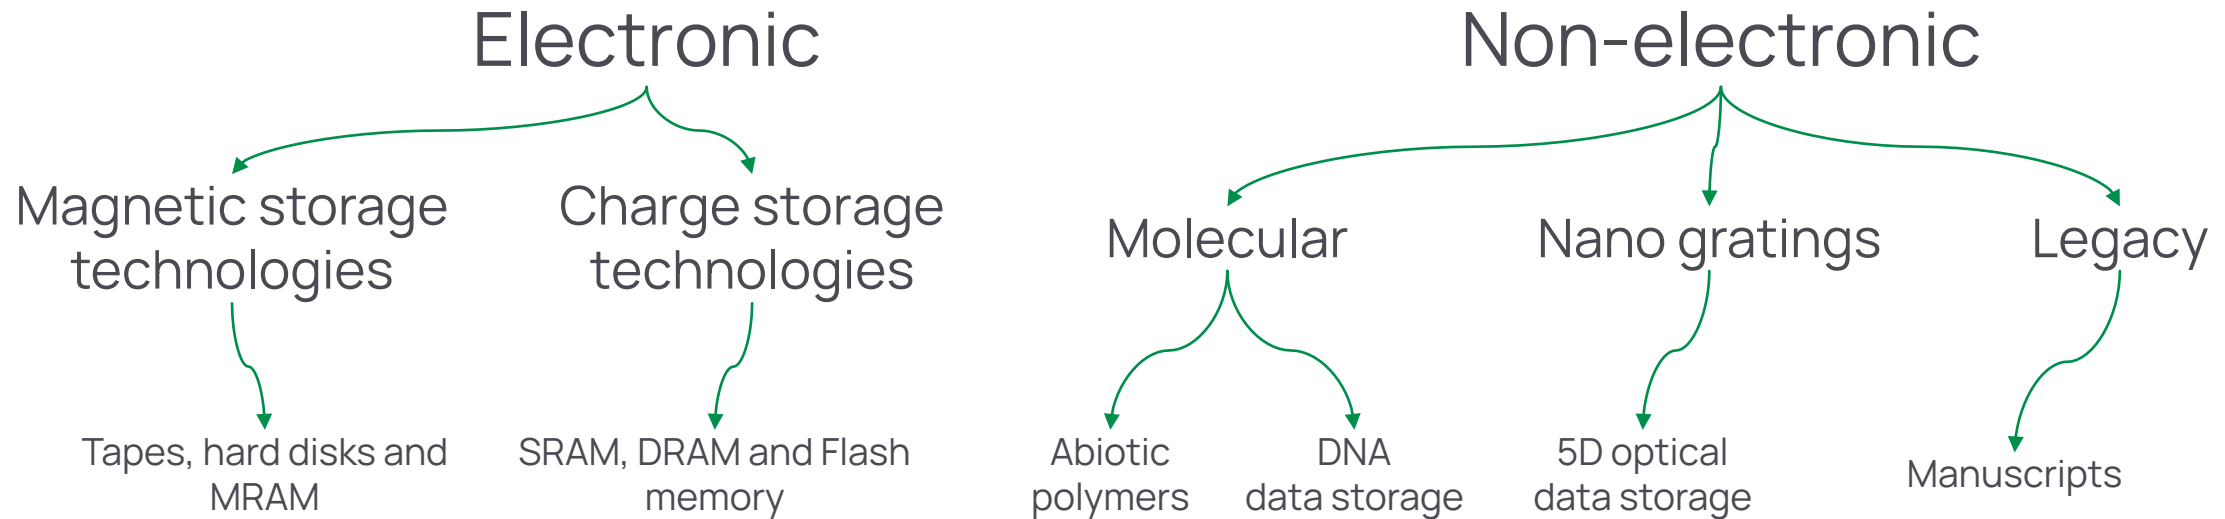 Electronic
Non-electronic
Magnetic storage
technologies
Charge storage
technologies
Molecular
Nano gratings
Legacy
Tapes, hard disks and
MRAM
SRAM, DRAM and Flash
memory
Abiotic
polymers
DNA
data storage
5D optical
data storage
Manuscripts